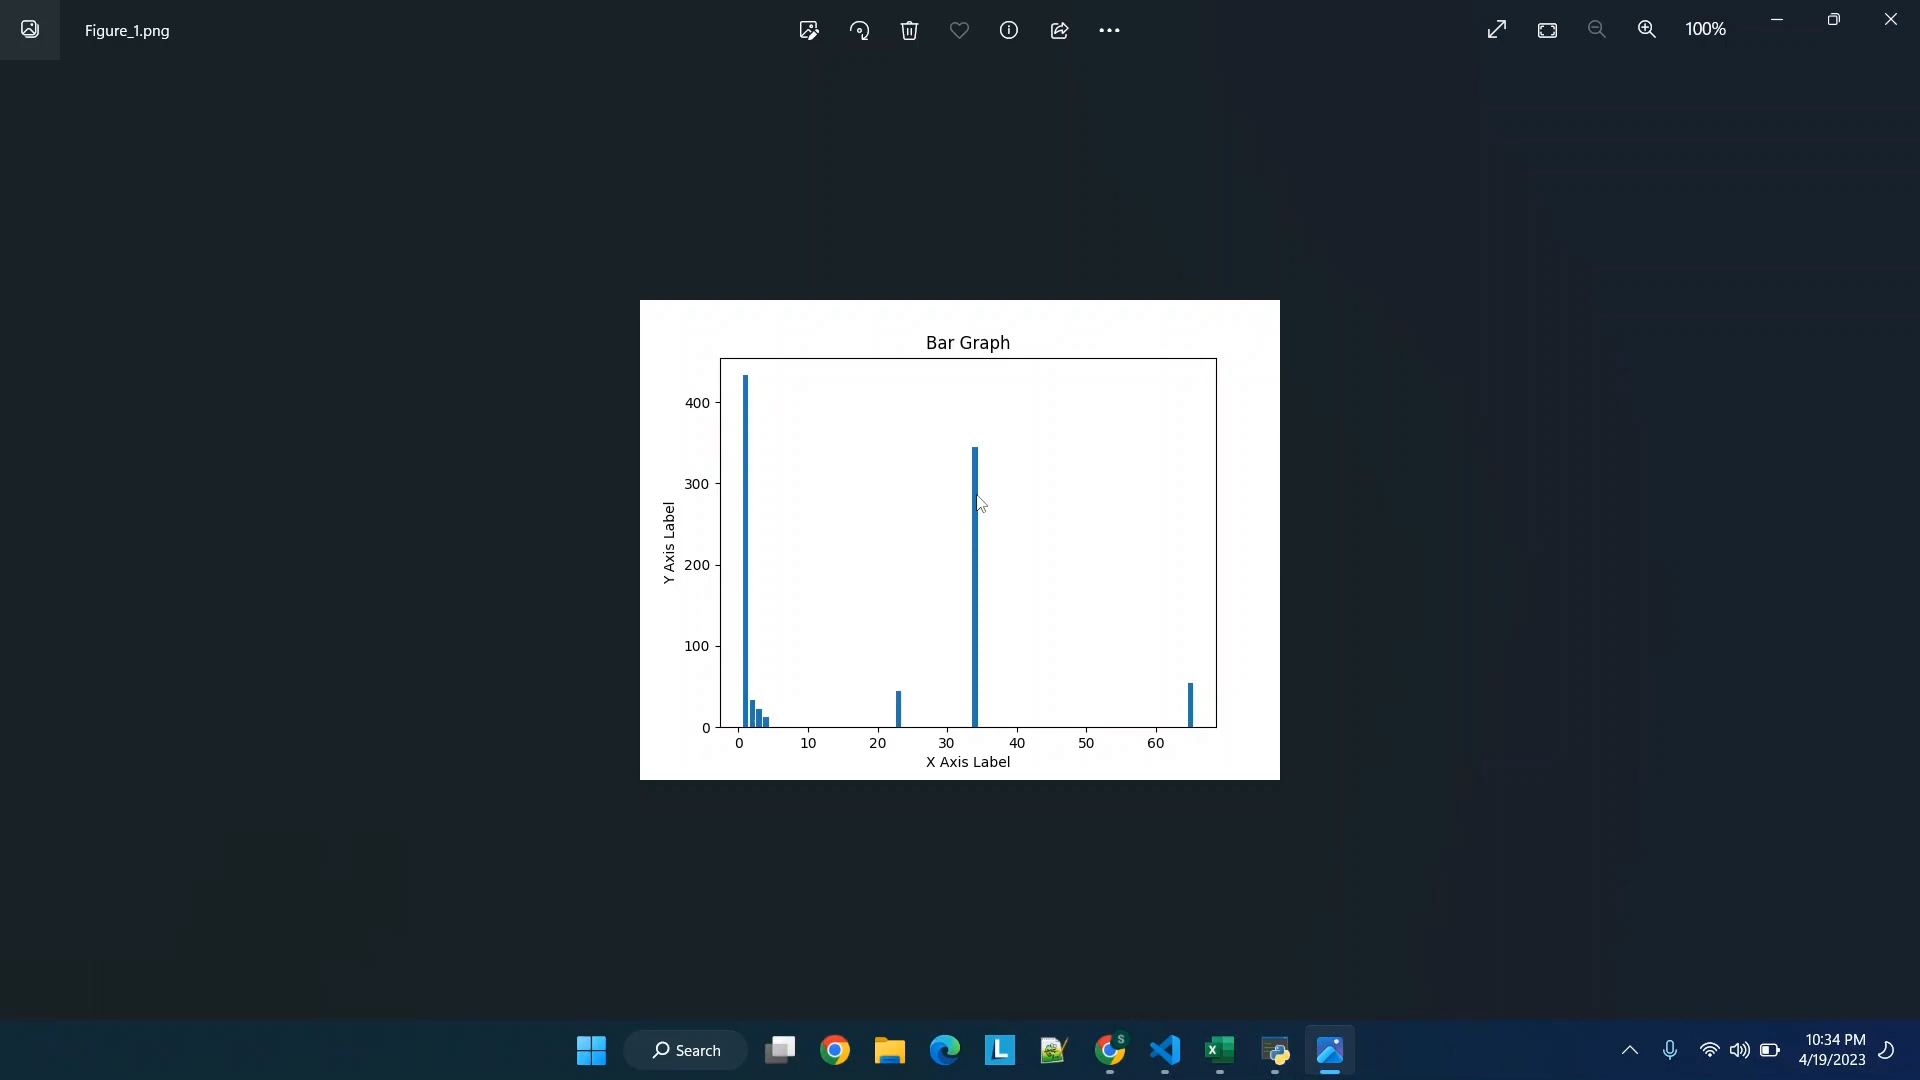 Figure_1.png
100%
Bar Graph
400
300
200
100
0
Y Axis Label
0 10 20 30 40 50 60
X Axis Label
Search
L
S
X
10:34 PM
4/19/2023